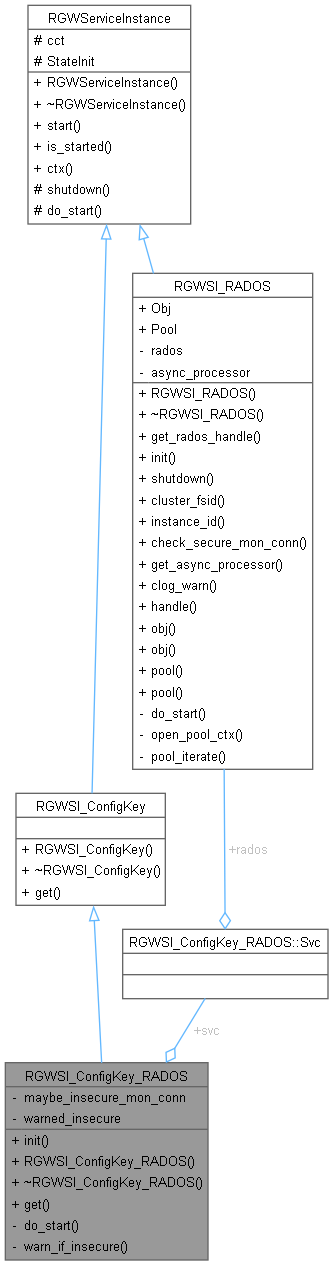 RGWServiceInstance
# cct
# StateInit
+ RGWServiceInstance()
+ ~RGWServiceInstance()
+ start()
+ is_started()
+ ctx()
# shutdown()
# do_start()
RGWSI_RADOS
+ Obj
+ Pool
- rados
- async_processor
+ RGWSI_RADOS()
+ ~RGWSI_RADOS()
+ get_rados_handle()
+ init()
+ shutdown()
+ cluster_fsid()
+ instance_id()
+ check_secure_mon_conn()
+ get_async_processor()
+ clog_warn()
+ handle()
+ obj()
+ obj()
+ pool()
+ pool()
- do_start()
- open_pool_ctx()
- pool_iterate()
RGWSI_ConfigKey
+ RGWSI_ConfigKey()
+ ~RGWSI_ConfigKey()
+ get()
+rados
RGWSI_ConfigKey_RADOS::Svc
+svc
RGWSI_ConfigKey_RADOS
- maybe_insecure_mon_conn
- warned_insecure
+ init()
+ RGWSI_ConfigKey_RADOS()
+ ~RGWSI_ConfigKey_RADOS()
+ get()
- do_start()
- warn_if_insecure()